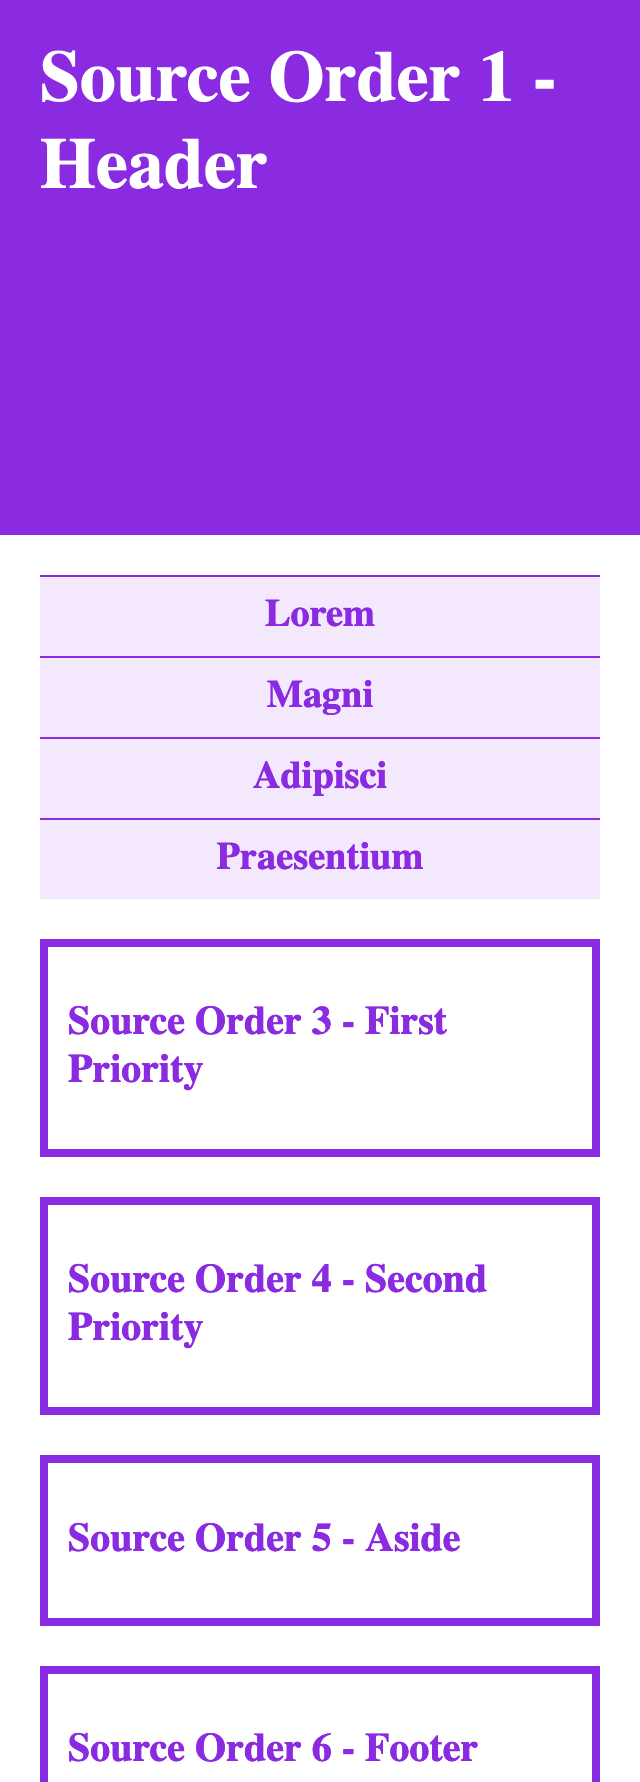 Source Order 1 -
Header
Lorem
Magni
Adipisci
Praesentium
Source Order 3 - First
Priority
Source Order 4 - Second
Priority
Source Order 5 - Aside
Source Order 6 - Footer